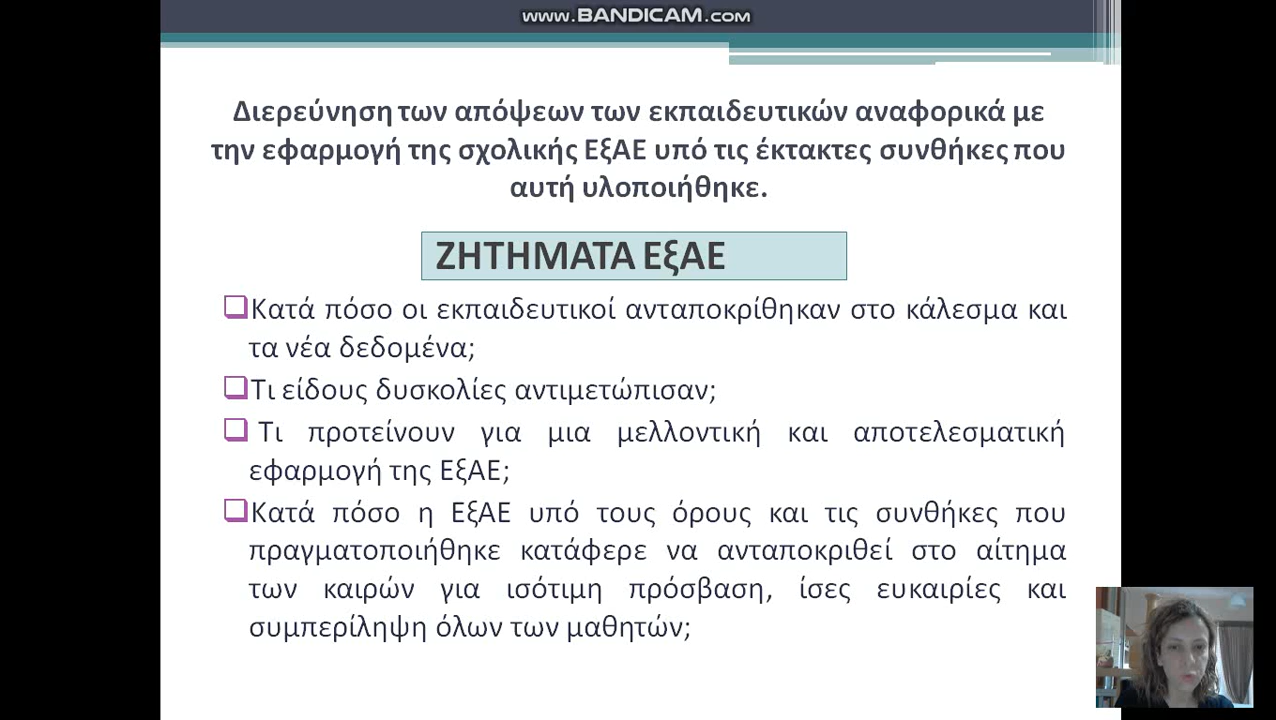 www.BANDICAM.com
Διερεύνηση των απόψεων των εκπαιδευτικών αναφορικά με
την εφαρμογή της σχολικής ΕξΑΕ υπό τις έκτακτες συνθήκες που
αυτή υλοποιήθηκε.
ΖΗΤΗΜΑΤΑ ΕξΑΕ
Κατά πόσο οι εκπαιδευτικοί ανταποκρίθηκαν στο κάλεσμα και
τα νέα δεδομένα;
Τι είδους δυσκολίες αντιμετώπισαν;
Τι προτείνουν για μια μελλοντική και αποτελεσματική
εφαρμογή της ΕξΑΕ;
Κατά πόσο η ΕξΑΕ υπό τους όρους και τις συνθήκες που
πραγματοποιήθηκε κατάφερε να ανταποκριθεί στο αίτημα
των καιρών για ισότιμη πρόσβαση, ίσες ευκαιρίες και
συμπερίληψη όλων των μαθητών;